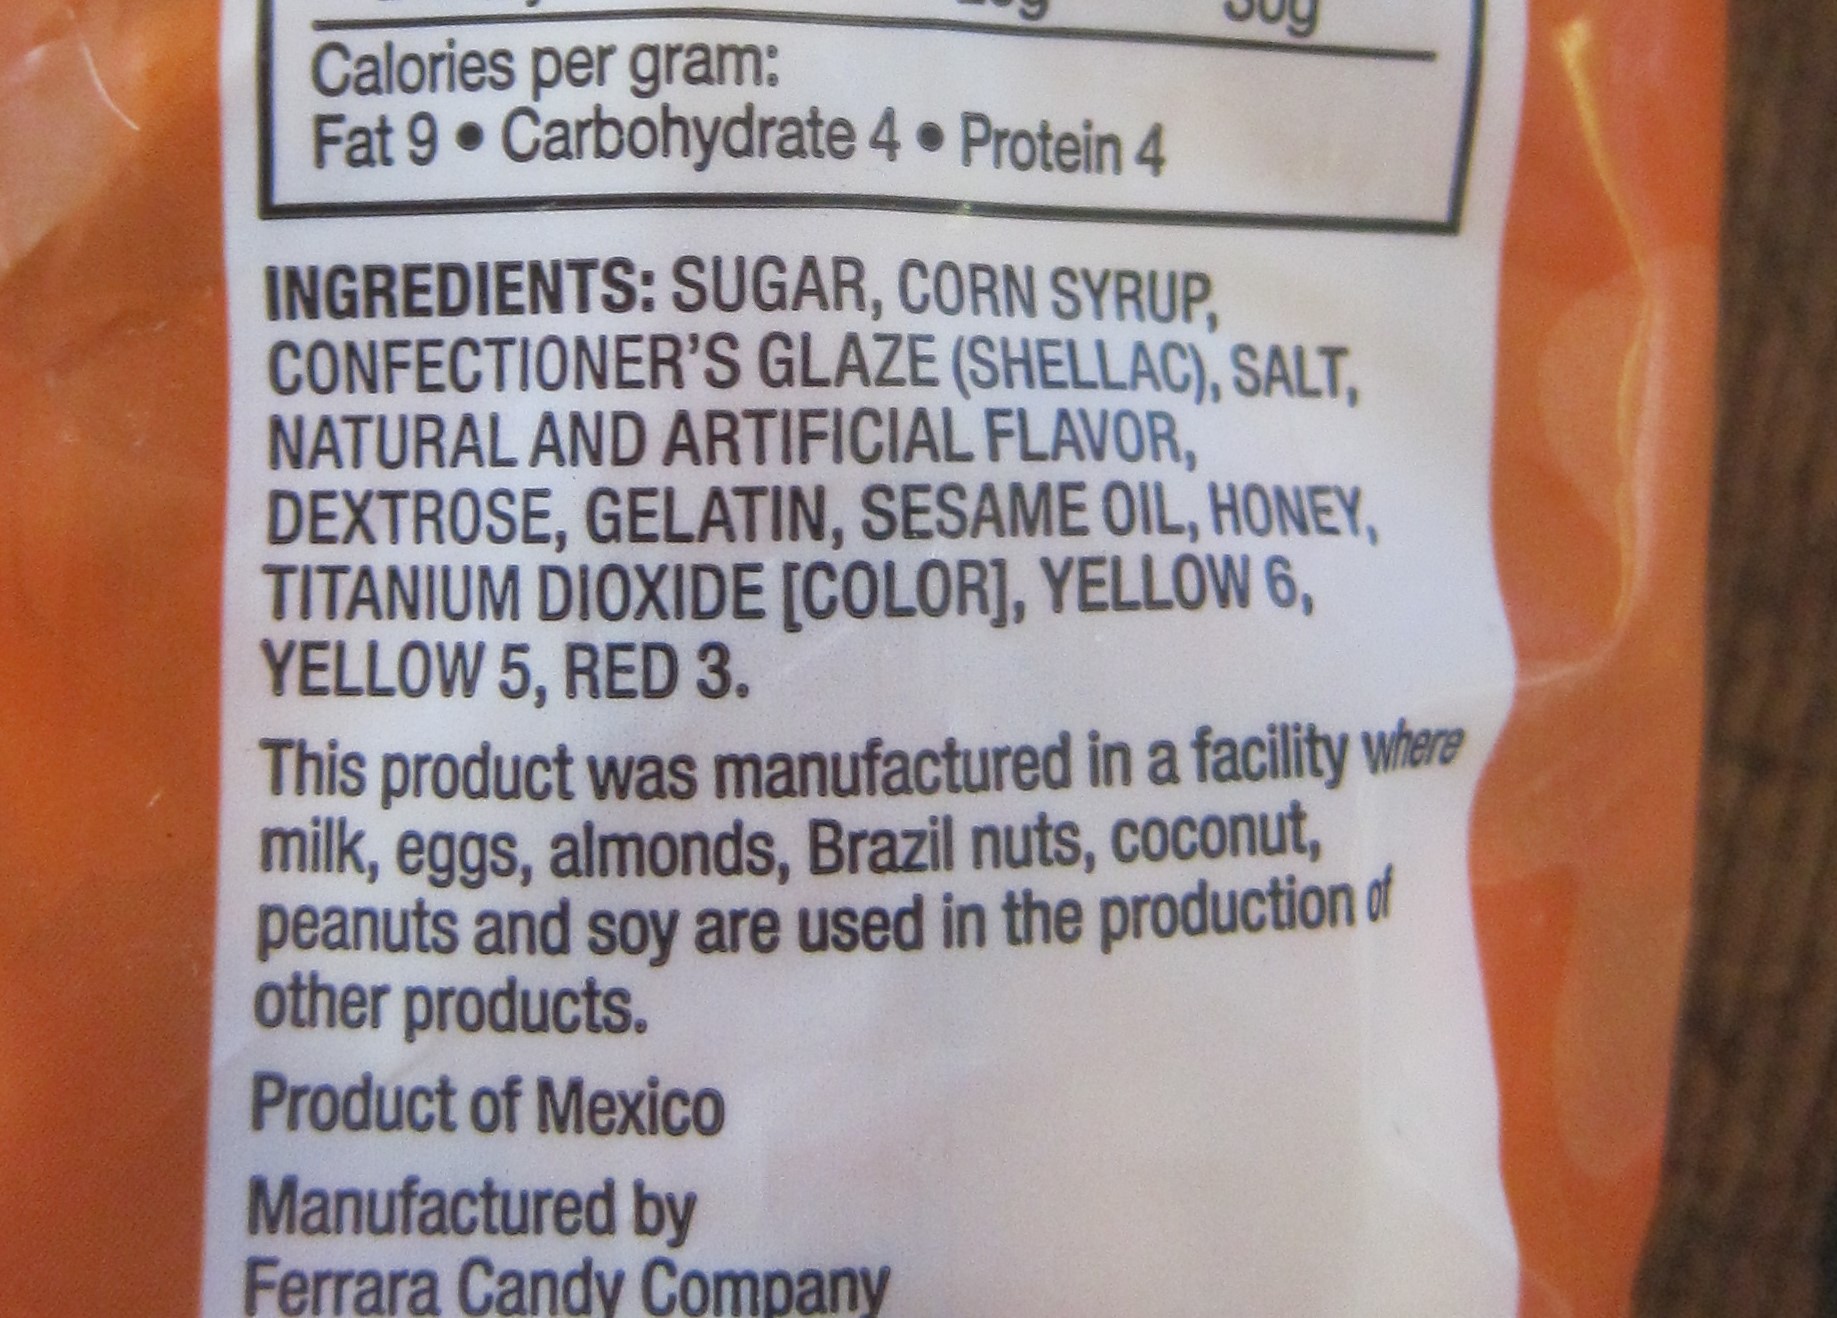 30g
Calories per gram:
Fat 9 • Carbohydrate 4 • Protein 4
INGREDIENTS: SUGAR, CORN SYRUP,
CONFECTIONER'S GLAZE (SHELLAC), SALT,
NATURAL AND ARTIFICIAL FLAVOR,
DEXTROSE, GELATIN, SESAME OIL, HONEY,
TITANIUM DIOXIDE [COLOR], YELLOW 6,
YELLOW 5, RED 3.
This product was manufactured in a facility where
milk, eggs, almonds, Brazil nuts, coconut,
peanuts and soy are used in the production of
other products.
Product of Mexico
Manufactured by
Ferrara Candy Company